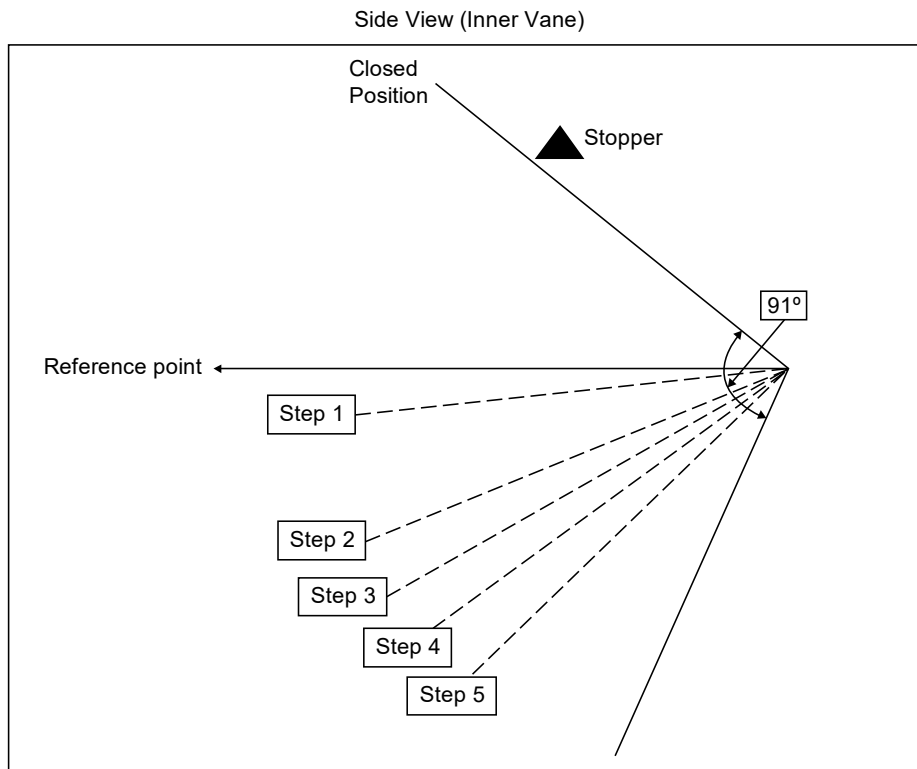 Side View (Inner Vane)
Closed
Position
Stopper
91º
Reference point
Step 1
Step 2
Step 3
Step 4
Step 5